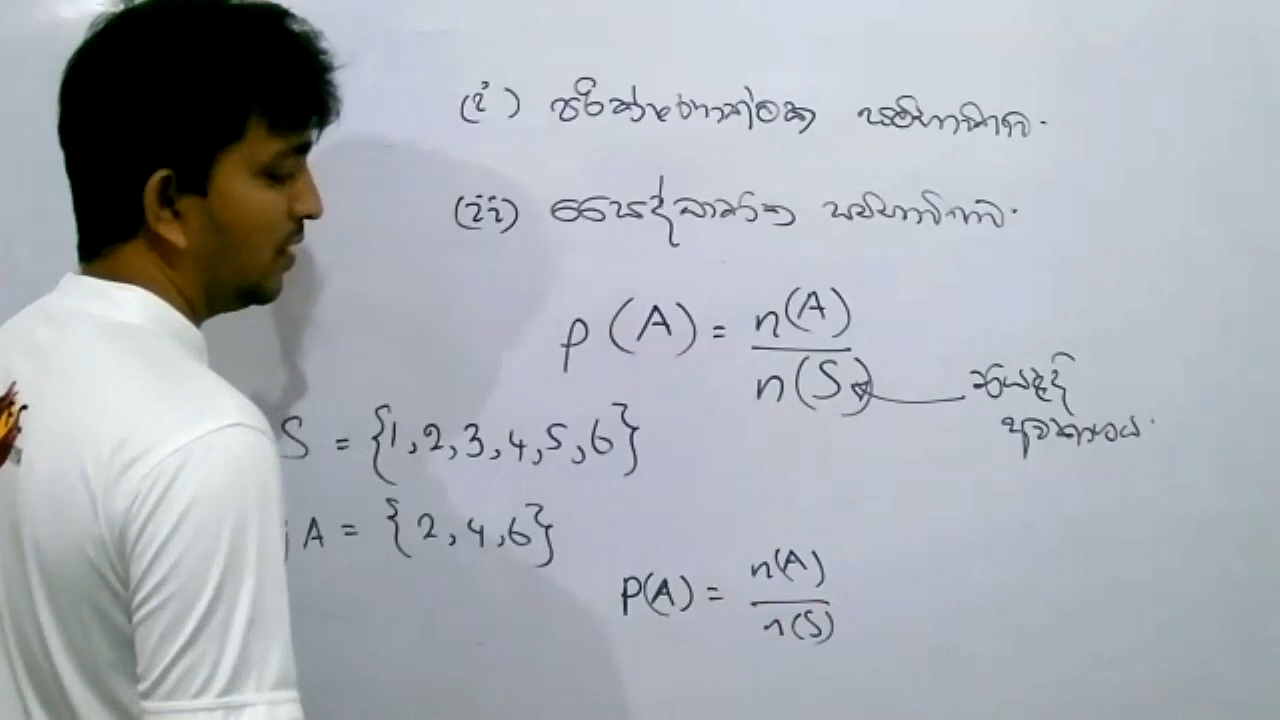 (i) පරීක්ෂණාත්මක සම්භාවිතාව.
(ii) සෛද්ධාන්තික සම්භාවිතාව.
P(A) = n(A) / n(S)
නියැදි
අවකාශය.
S = {1, 2, 3, 4, 5, 6}
A = {2, 4, 6}
P(A) = n(A) / n(S)